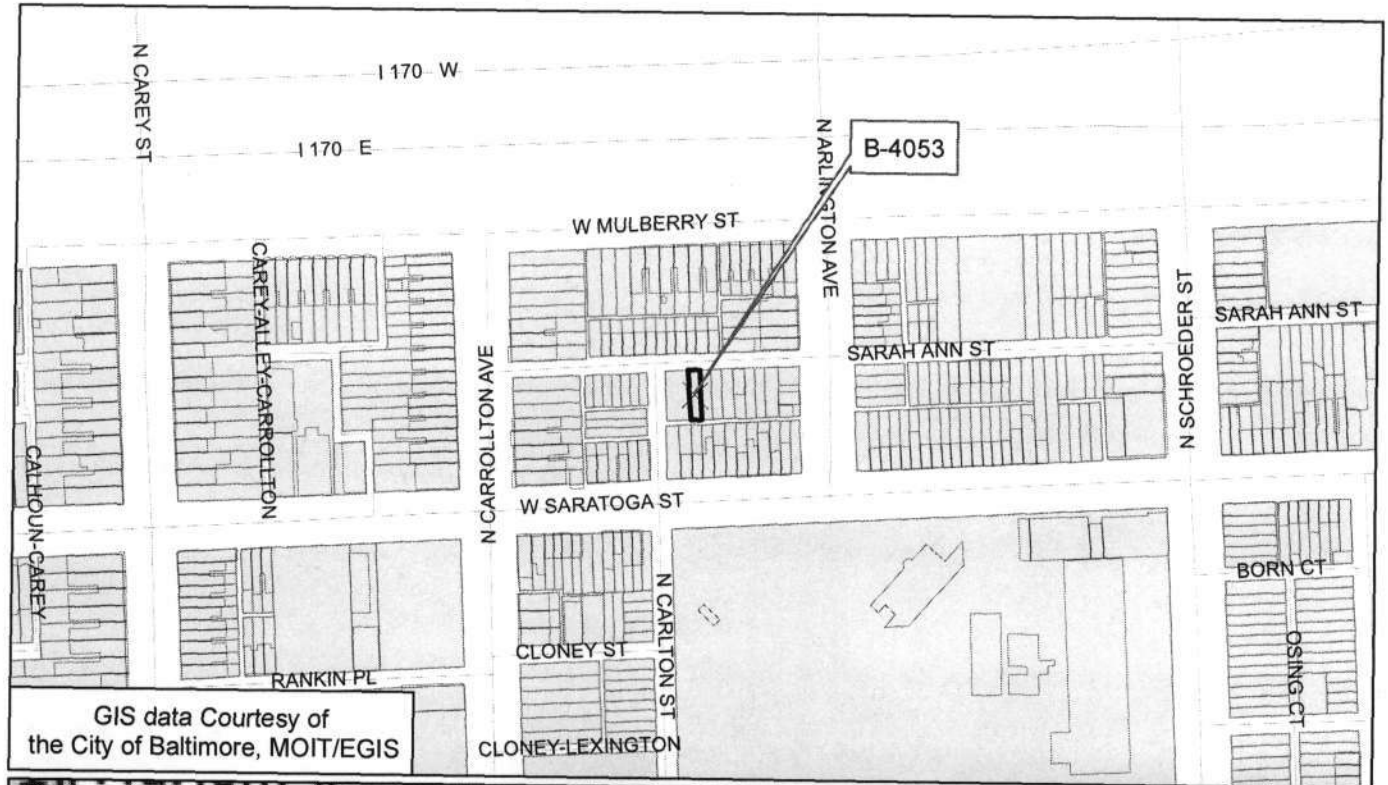 N CAREY ST
I 170 W
I 170 E
N ARLINGTON AVE
B-4053
W MULBERRY ST
CAREY-ALLEY-CARROLLTON
N CARROLLTON AVE
SARAH ANN ST
N SCHROEDER ST
SARAH ANN ST
CALHOUN-CAREY
W SARATOGA ST
N CARLTON ST
BORN CT
OSING CT
CLONEY ST
RANKIN PL
GIS data Courtesy of
the City of Baltimore, MOIT/EGIS
CLONEY-LEXINGTON